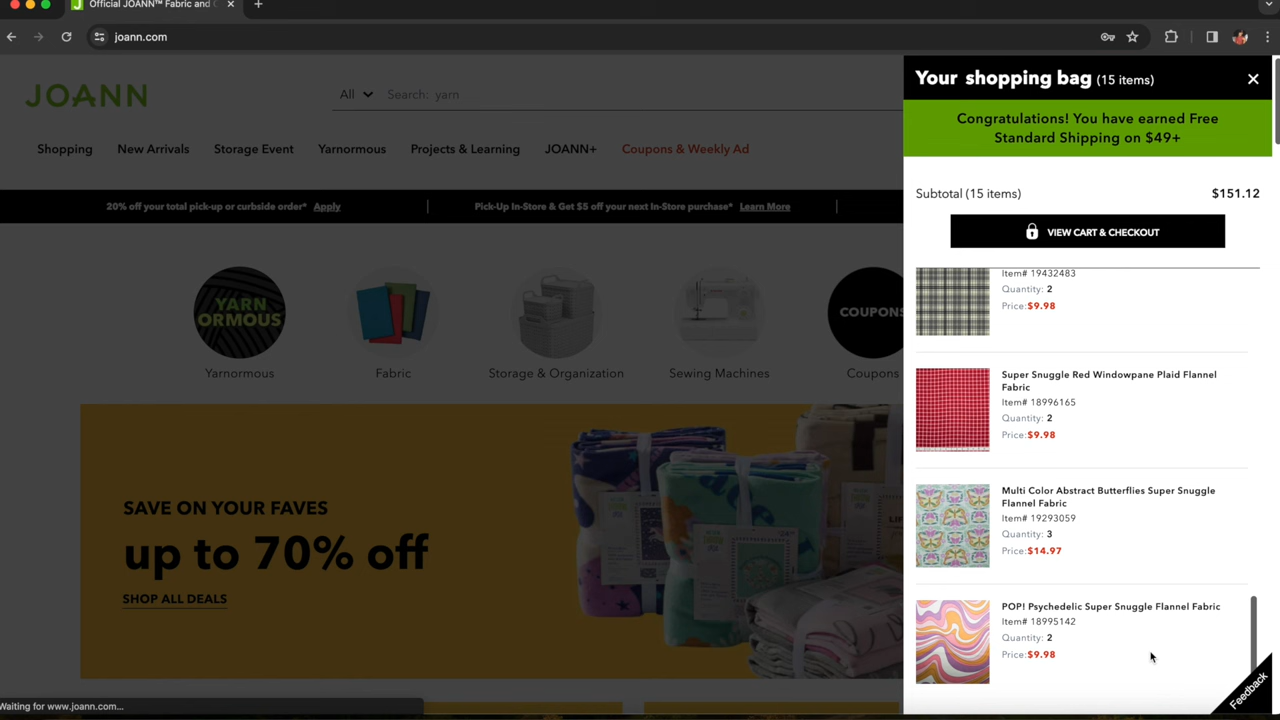 Official JOANN™ Fabric and C
joann.com
JOANN
All
Search: yarn
Shopping
New Arrivals
Storage Event
Yarnormous
Projects & Learning
JOANN+
Coupons & Weekly Ad
20% off your total pick-up or curbside order* Apply
Pick-Up In-Store & Get $5 off your next In-Store purchase* Learn More
YARN
ORMOUS
COUPONS
Yarnormous
Fabric
Storage & Organization
Sewing Machines
Coupons
SAVE ON YOUR FAVES
up to 70% off
SHOP ALL DEALS
Waiting for www.joann.com...
Your shopping bag (15 items)
Congratulations! You have earned Free
Standard Shipping on $49+
Subtotal (15 items)
$151.12
VIEW CART & CHECKOUT
Item# 19432483
Quantity: 2
Price:$9.98
Super Snuggle Red Windowpane Plaid Flannel
Fabric
Item# 18996165
Quantity: 2
Price:$9.98
Multi Color Abstract Butterflies Super Snuggle
Flannel Fabric
Item# 19293059
Quantity: 3
Price:$14.97
POP! Psychedelic Super Snuggle Flannel Fabric
Item# 18995142
Quantity: 2
Price:$9.98
Feedback